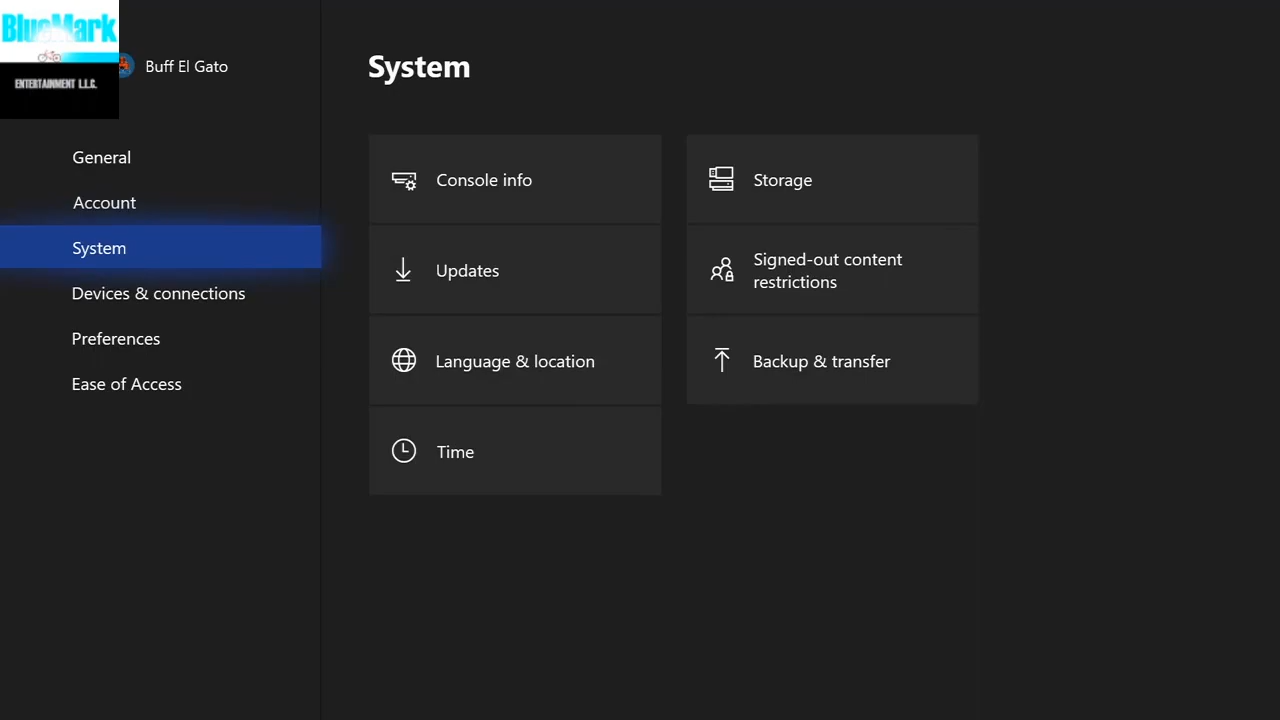 BlueMark
ENTERTAINMENT L.L.C.
Buff El Gato
General
Account
System
Devices & connections
Preferences
Ease of Access
System
Console info
Updates
Language & location
Time
Storage
Signed-out content
restrictions
Backup & transfer